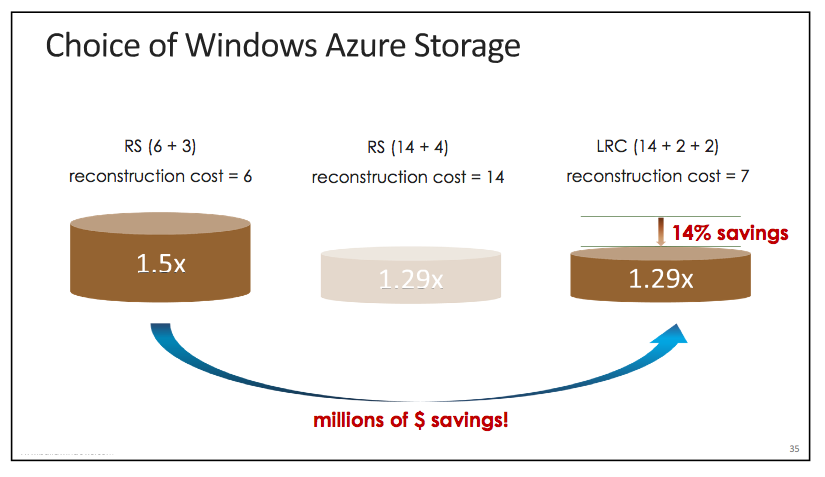 Choice of Windows Azure Storage
RS (6 + 3)
reconstruction cost = 6
RS (14 + 4)
reconstruction cost = 14
LRC (14 + 2 + 2)
reconstruction cost = 7
14% savings
1.5x
1.29x
1.29x
millions of $ savings!
35